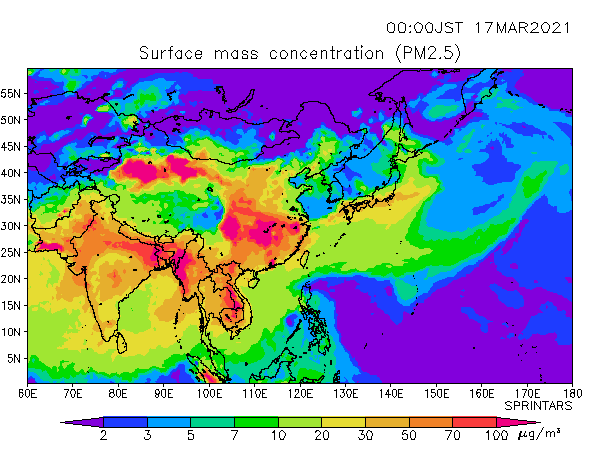 00:00JST 17MAR2021
Surface mass concentration (PM2.5)
55N
50N
45N
40N
35N
30N
25N
20N
15N
10N
5N
60E 70E 80E 90E 100E 110E 120E 130E 140E 150E 160E 170E 180
SPRINTARS
2 3 5 7 10 20 30 50 70 100 μg/m³